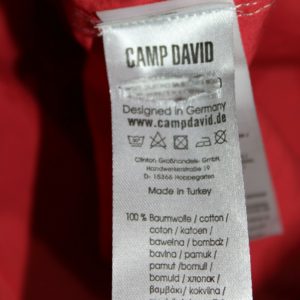 CAMP DAVID
Designed in Germany
www.campdavid.
Clinton Großhandels- GmbH
Handwerkerstraße 19
D- 15366 Hoppegarten
Made in Turkey
100 % Baumwolle / cotton /
coton / katoen /
bawełna / bombaž /
bavlna / pamuk /
pamut / bomull /
bomuld / хлопок /
βαμβάκι / kokvilna /